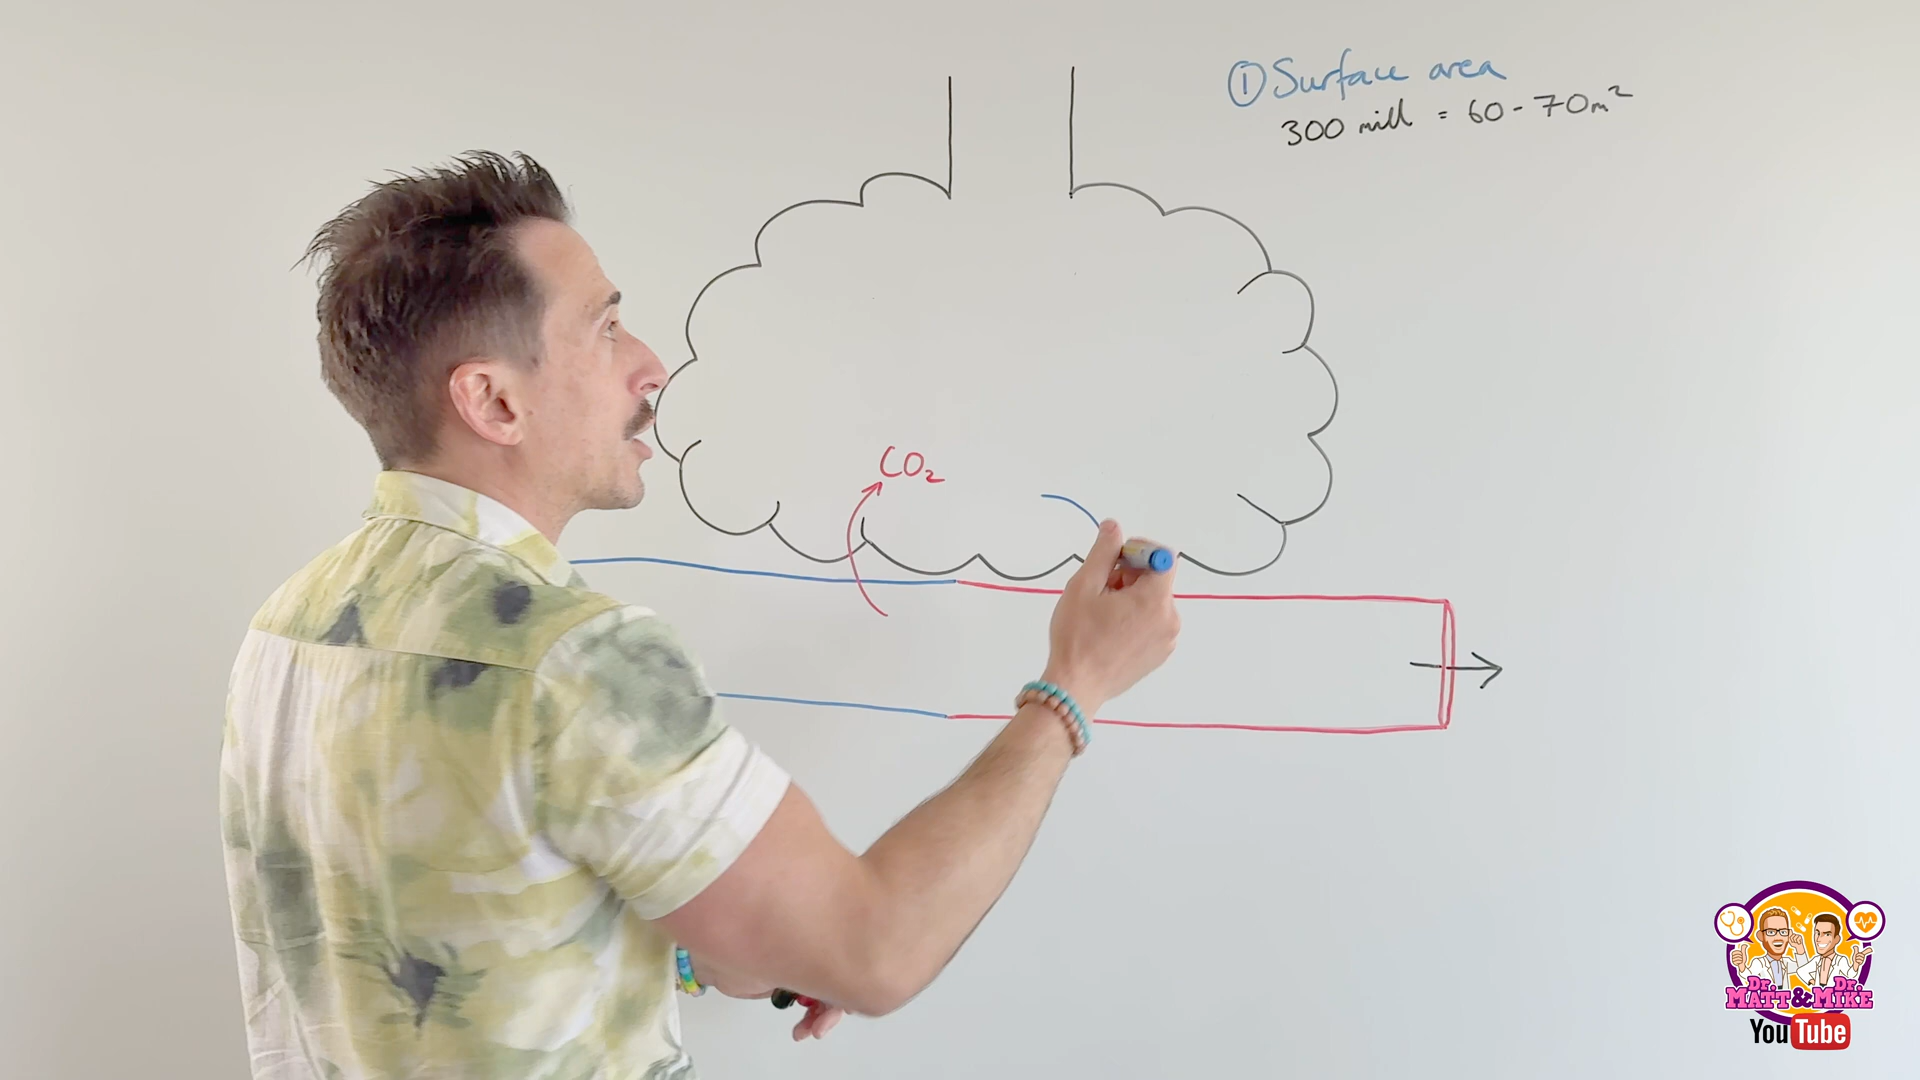 ① Surface area
300 mill = 60-70m²
CO₂
Dr. Dr.
MATT & MIKE
YouTube